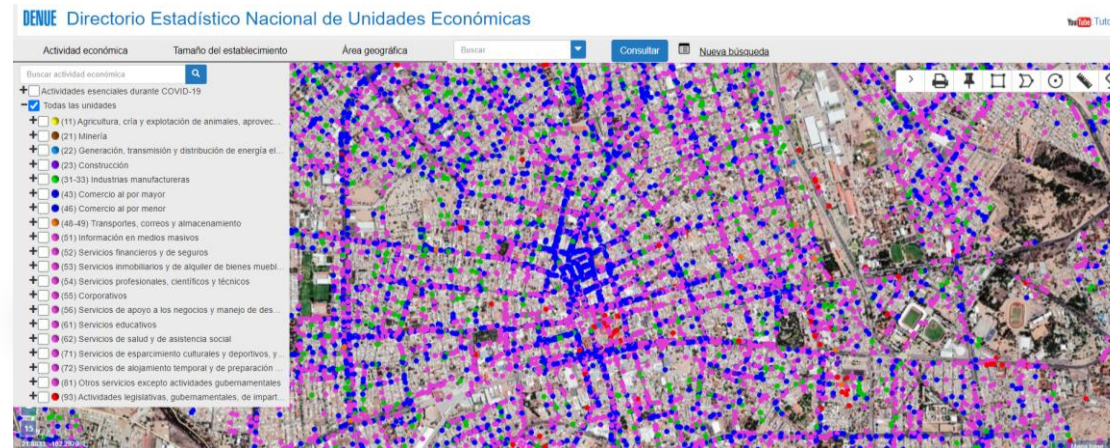 DENUE Directorio Estadístico Nacional de Unidades Económicas
YouTube Tuto
Actividad económica Tamaño del establecimiento Área geográfica Buscar Consultar Nueva búsqueda
Buscar actividad económica
Actividades esenciales durante COVID-19
Todas las unidades
(11) Agricultura, cría y explotación de animales, aprovec...
(21) Minería
(22) Generación, transmisión y distribución de energía el...
(23) Construcción
(31-33) Industrias manufactureras
(43) Comercio al por mayor
(46) Comercio al por menor
(48-49) Transportes, correos y almacenamiento
(51) Información en medios masivos
(52) Servicios financieros y de seguros
(53) Servicios inmobiliarios y de alquiler de bienes muebl...
(54) Servicios profesionales, científicos y técnicos
(55) Corporativos
(56) Servicios de apoyo a los negocios y manejo de des...
(61) Servicios educativos
(62) Servicios de salud y de asistencia social
(71) Servicios de esparcimiento culturales y deportivos, y...
(72) Servicios de alojamiento temporal y de preparación ...
(81) Otros servicios excepto actividades gubernamentales
(93) Actividades legislativas, gubernamentales, de impart...
15